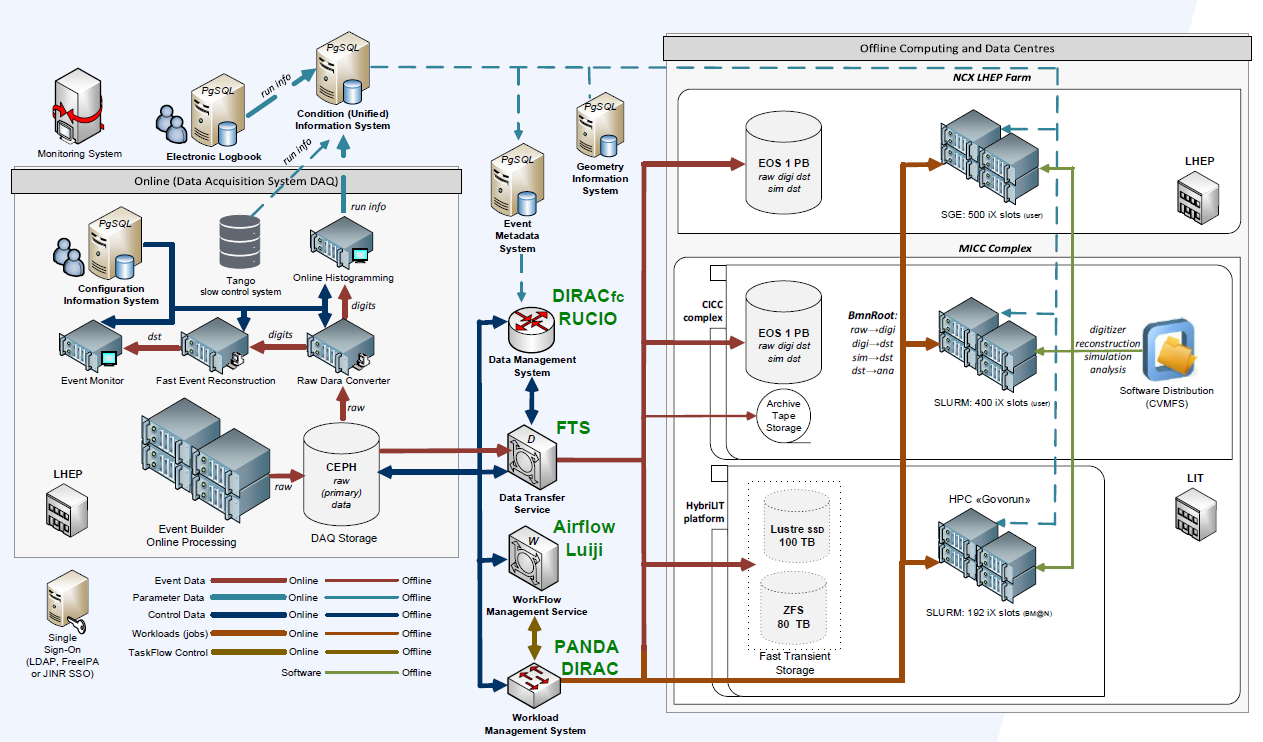 PgSQL
Offline Computing and Data Centres
NCX LHEP Farm
Monitoring System
PgSQL
Electronic Logbook
run info
Condition (Unified)
Information System
run info
PgSQL
Geometry
Information
System
PgSQL
Event
Metadata
System
EOS 1 PB
raw digi dst
sim dst
SGE: 500 iX slots (user)
LHEP
Online (Data Acquisition System DAQ)
PgSQL
Configuration
Information System
Tango
slow control system
run info
Online Histogramming
digits
dst
digits
Event Monitor
Fast Event Reconstruction
Raw Dara Converter
raw
DIRACfc
RUCIO
Data Management
System
MICC Complex
CICC
complex
EOS 1 PB
raw digi dst
sim dst
Archive
Tape
Storage
BmnRoot:
raw→digi
digi→dst
sim→dst
dst→ana
SLURM: 400 iX slots (user)
digitizer
reconstruction
simulation
analysis
Software Distribution
(CVMFS)
LHEP
Event Builder
Online Processing
raw
CEPH
raw
(primary)
data
DAQ Storage
FTS
D
Data Transfer
Service
Airflow
Luiji
W
WorkFlow
Management Service
PANDA
DIRAC
Workload
Management System
HybriLIT
platform
Lustre SSD
100 TB
ZFS
80 TB
Fast Transient
Storage
HPC «Govorun»
SLURM: 192 iX slots (BM@N)
LIT
Single
Sign-On
(LDAP, FreeIPA
or JINR SSO)
Event Data Online Offline
Parameter Data Online Offline
Control Data Online Offline
Workloads (jobs) Online Offline
TaskFlow Control Online Offline
Software Offline